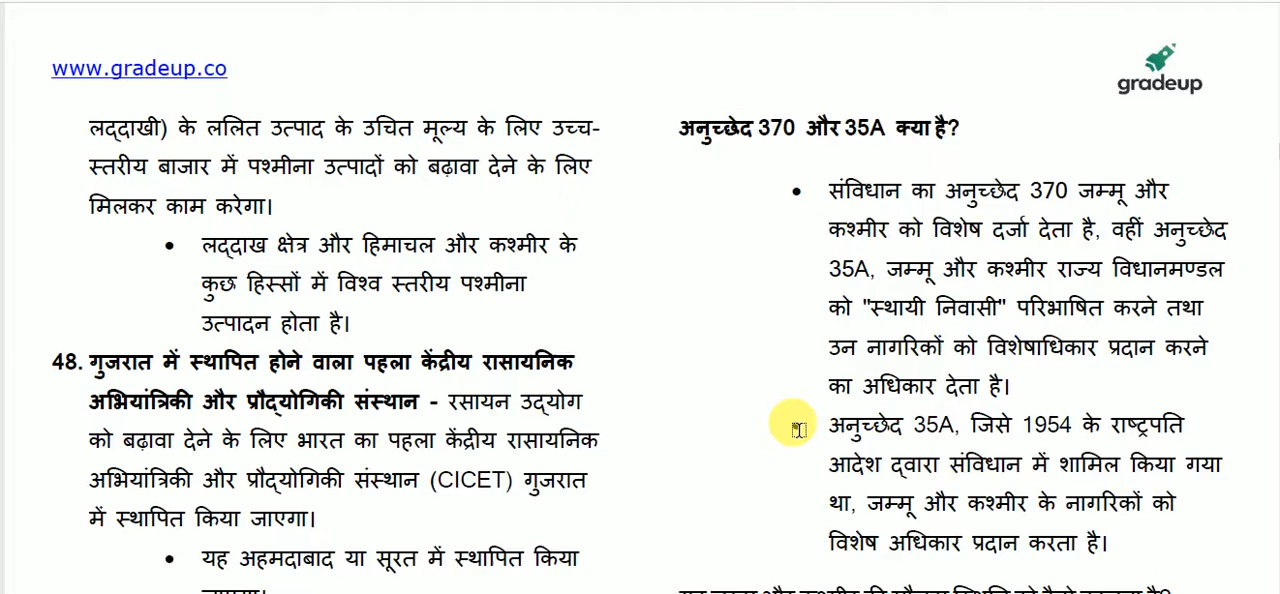 www.gradeup.co
gradeup
लद्दाखी) के ललित उत्पाद के उचित मूल्य के लिए उच्च-
स्तरीय बाजार में पश्मीना उत्पादों को बढ़ावा देने के लिए
मिलकर काम करेगा।
• लद्दाख क्षेत्र और हिमाचल और कश्मीर के
कुछ हिस्सों में विश्व स्तरीय पश्मीना
उत्पादन होता है।
48. गुजरात में स्थापित होने वाला पहला केंद्रीय रासायनिक
अभियांत्रिकी और प्रौद्योगिकी संस्थान - रसायन उद्योग
को बढ़ावा देने के लिए भारत का पहला केंद्रीय रासायनिक
अभियांत्रिकी और प्रौद्योगिकी संस्थान (CICET) गुजरात
में स्थापित किया जाएगा।
• यह अहमदाबाद या सूरत में स्थापित किया
अनुच्छेद 370 और 35A क्या है?
• संविधान का अनुच्छेद 370 जम्मू और
कश्मीर को विशेष दर्जा देता है, वहीं अनुच्छेद
35A, जम्मू और कश्मीर राज्य विधानमण्डल
को "स्थायी निवासी" परिभाषित करने तथा
उन नागरिकों को विशेषाधिकार प्रदान करने
का अधिकार देता है।
अनुच्छेद 35A, जिसे 1954 के राष्ट्रपति
आदेश द्वारा संविधान में शामिल किया गया
था, जम्मू और कश्मीर के नागरिकों को
विशेष अधिकार प्रदान करता है।